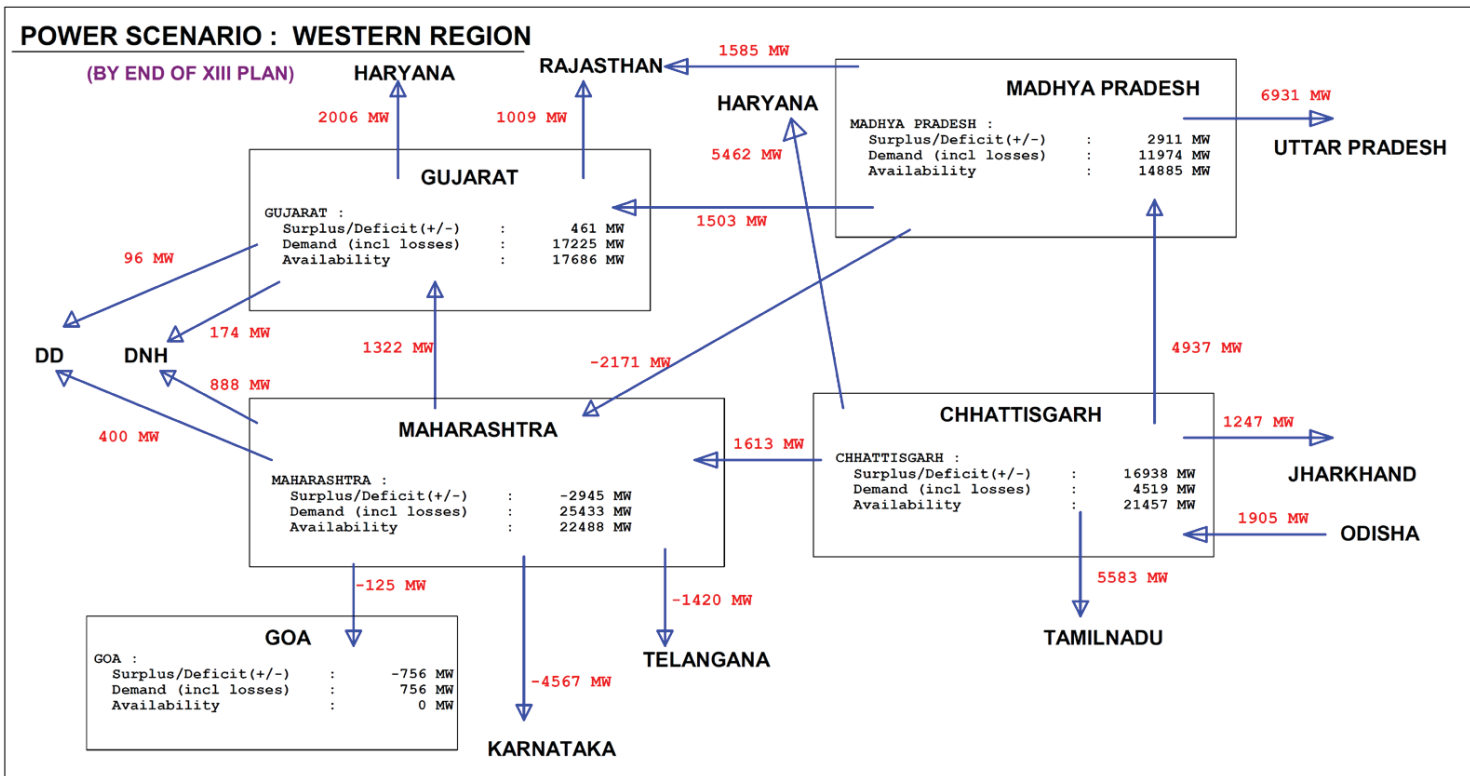 POWER SCENARIO : WESTERN REGION
(BY END OF XIII PLAN)
HARYANA
RAJASTHAN
1585 MW
2006 MW
1009 MW
HARYANA
5462 MW
MADHYA PRADESH
MADHYA PRADESH :
Surplus/Deficit(+/-) : 2911 MW
Demand (incl losses) : 11974 MW
Availability : 14885 MW
6931 MW
UTTAR PRADESH
GUJARAT
GUJARAT :
Surplus/Deficit(+/-) : 461 MW
Demand (incl losses) : 17225 MW
Availability : 17686 MW
1503 MW
96 MW
174 MW
DD
DNH
1322 MW
-2171 MW
4937 MW
888 MW
400 MW
MAHARASHTRA
MAHARASHTRA :
Surplus/Deficit(+/-) : -2945 MW
Demand (incl losses) : 25433 MW
Availability : 22488 MW
1613 MW
CHHATTISGARH
CHHATTISGARH :
Surplus/Deficit(+/-) : 16938 MW
Demand (incl losses) : 4519 MW
Availability : 21457 MW
1247 MW
JHARKHAND
1905 MW
ODISHA
5583 MW
TAMILNADU
-125 MW
-1420 MW
TELANGANA
-4567 MW
KARNATAKA
GOA
GOA :
Surplus/Deficit(+/-) : -756 MW
Demand (incl losses) : 756 MW
Availability : 0 MW